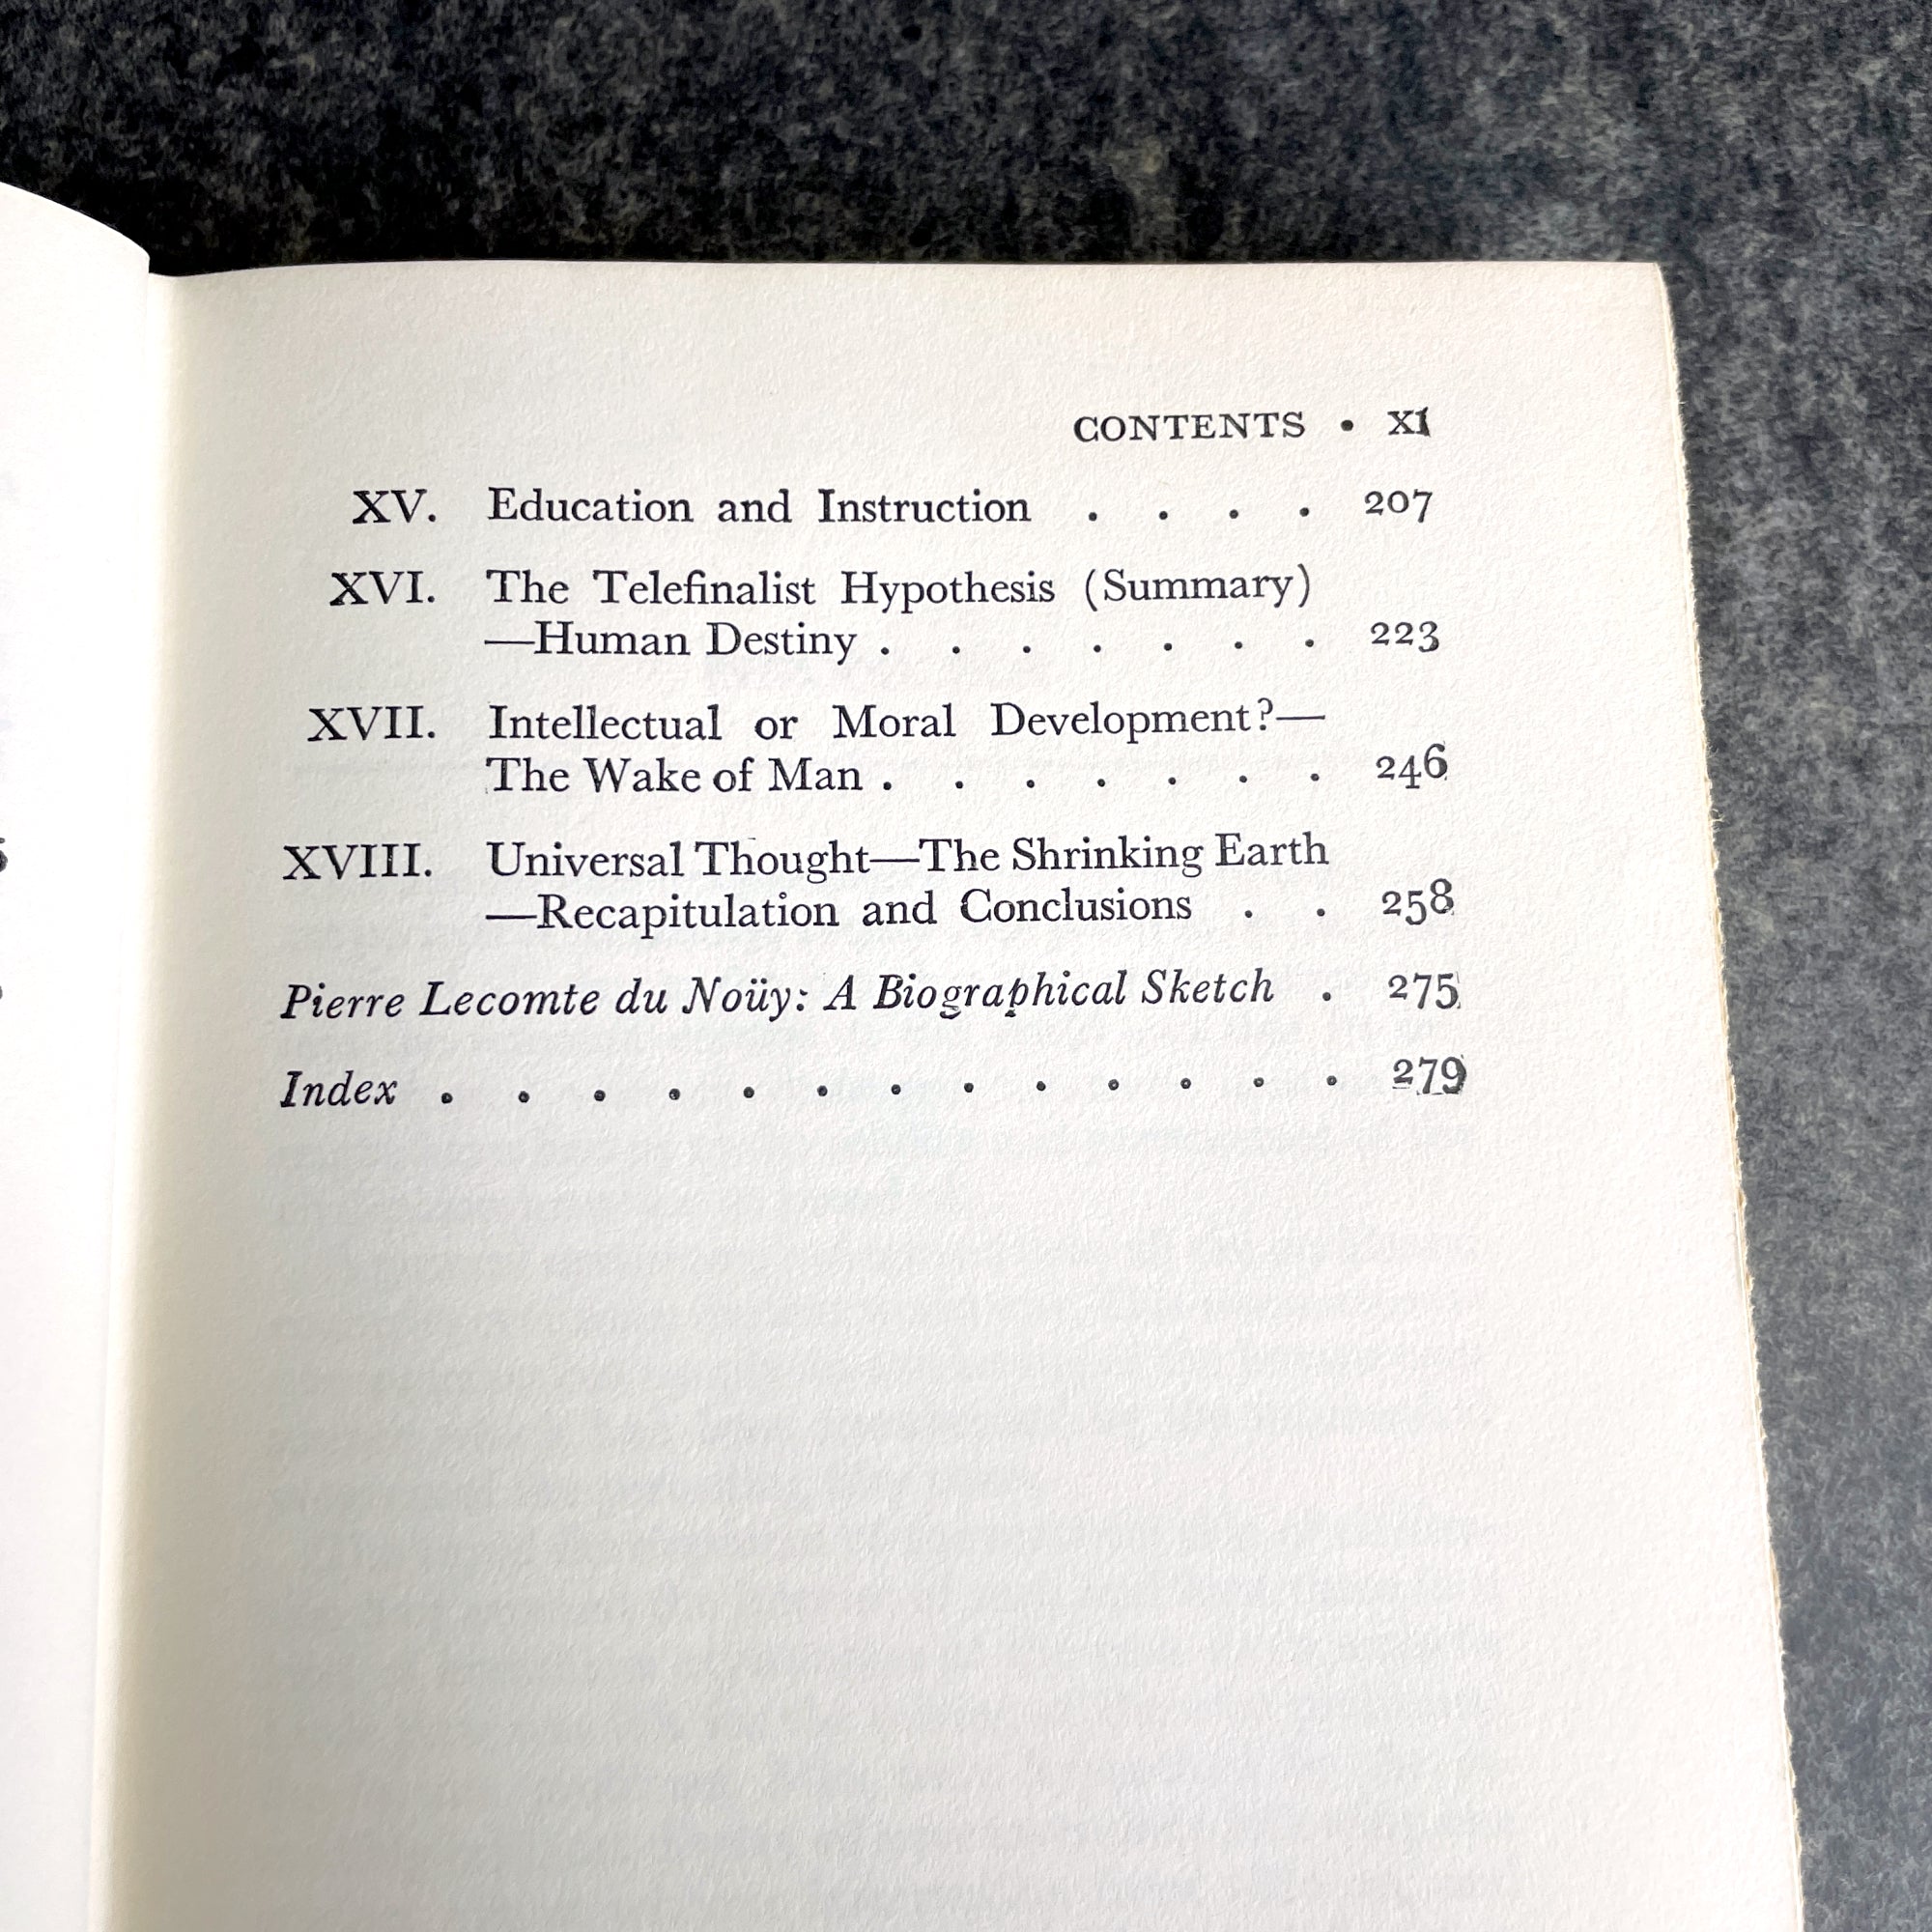 CONTENTS • XI
XV. Education and Instruction . . . . 207
XVI. The Telefinalist Hypothesis (Summary)
—Human Destiny . . . . . . . 223
XVII. Intellectual or Moral Development?—
The Wake of Man . . . . . . . 246
XVIII. Universal Thought—The Shrinking Earth
—Recapitulation and Conclusions . . 258
Pierre Lecomte du Noüy: A Biographical Sketch . 275
Index . . . . . . . . . . . . . 279